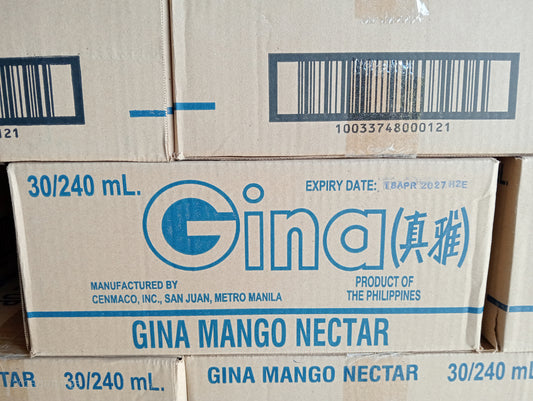 121
10033748000121
30/240 mL.
EXPIRY DATE: 18APR 2027 H2E
Gina(真雅)
MANUFACTURED BY
CENMACO, INC., SAN JUAN, METRO MANILA
PRODUCT OF
THE PHILIPPINES
GINA MANGO NECTAR
TAR 30/240 mL.
GINA MANGO NECTAR 30/240 mL